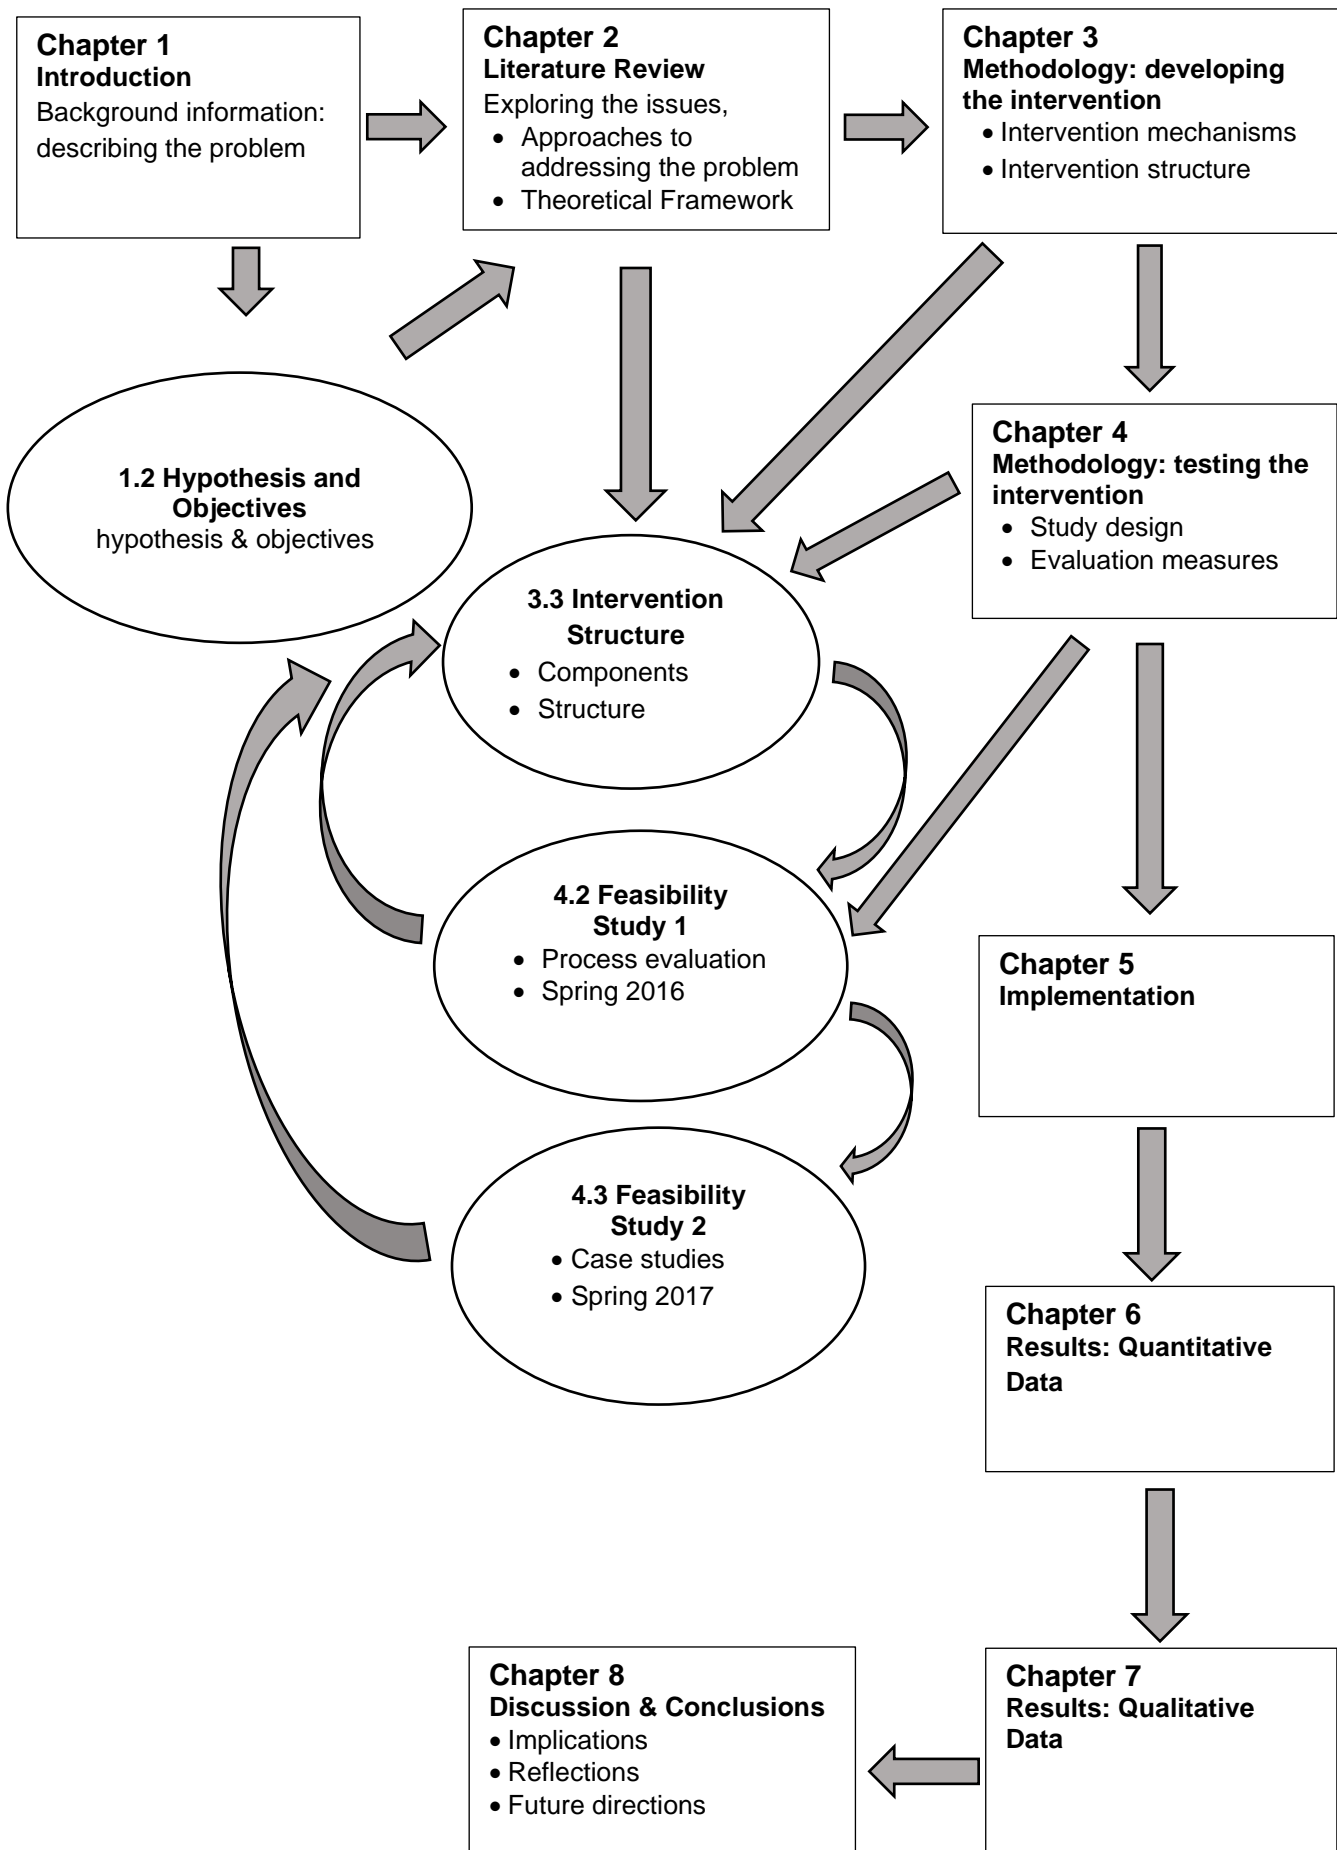 Chapter 1
Introduction
Background information:
describing the problem
Chapter 2
Literature Review
Exploring the issues,
• Approaches to
addressing the problem
• Theoretical Framework
Chapter 3
Methodology: developing
the intervention
• Intervention mechanisms
• Intervention structure
1.2 Hypothesis and
Objectives
hypothesis & objectives
Chapter 4
Methodology: testing the
intervention
• Study design
• Evaluation measures
3.3 Intervention
Structure
• Components
• Structure
4.2 Feasibility
Study 1
• Process evaluation
• Spring 2016
Chapter 5
Implementation
4.3 Feasibility
Study 2
• Case studies
• Spring 2017
Chapter 6
Results: Quantitative
Data
Chapter 7
Results: Qualitative
Data
Chapter 8
Discussion & Conclusions
• Implications
• Reflections
• Future directions